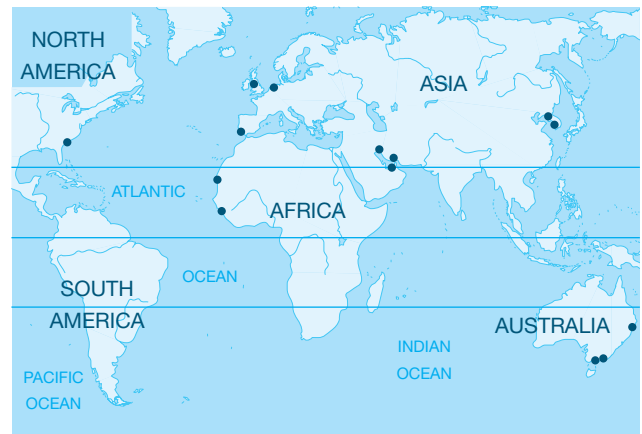 NORTH
AMERICA
ASIA
ATLANTIC
AFRICA
OCEAN
SOUTH
AMERICA
AUSTRALIA
INDIAN
OCEAN
PACIFIC
OCEAN